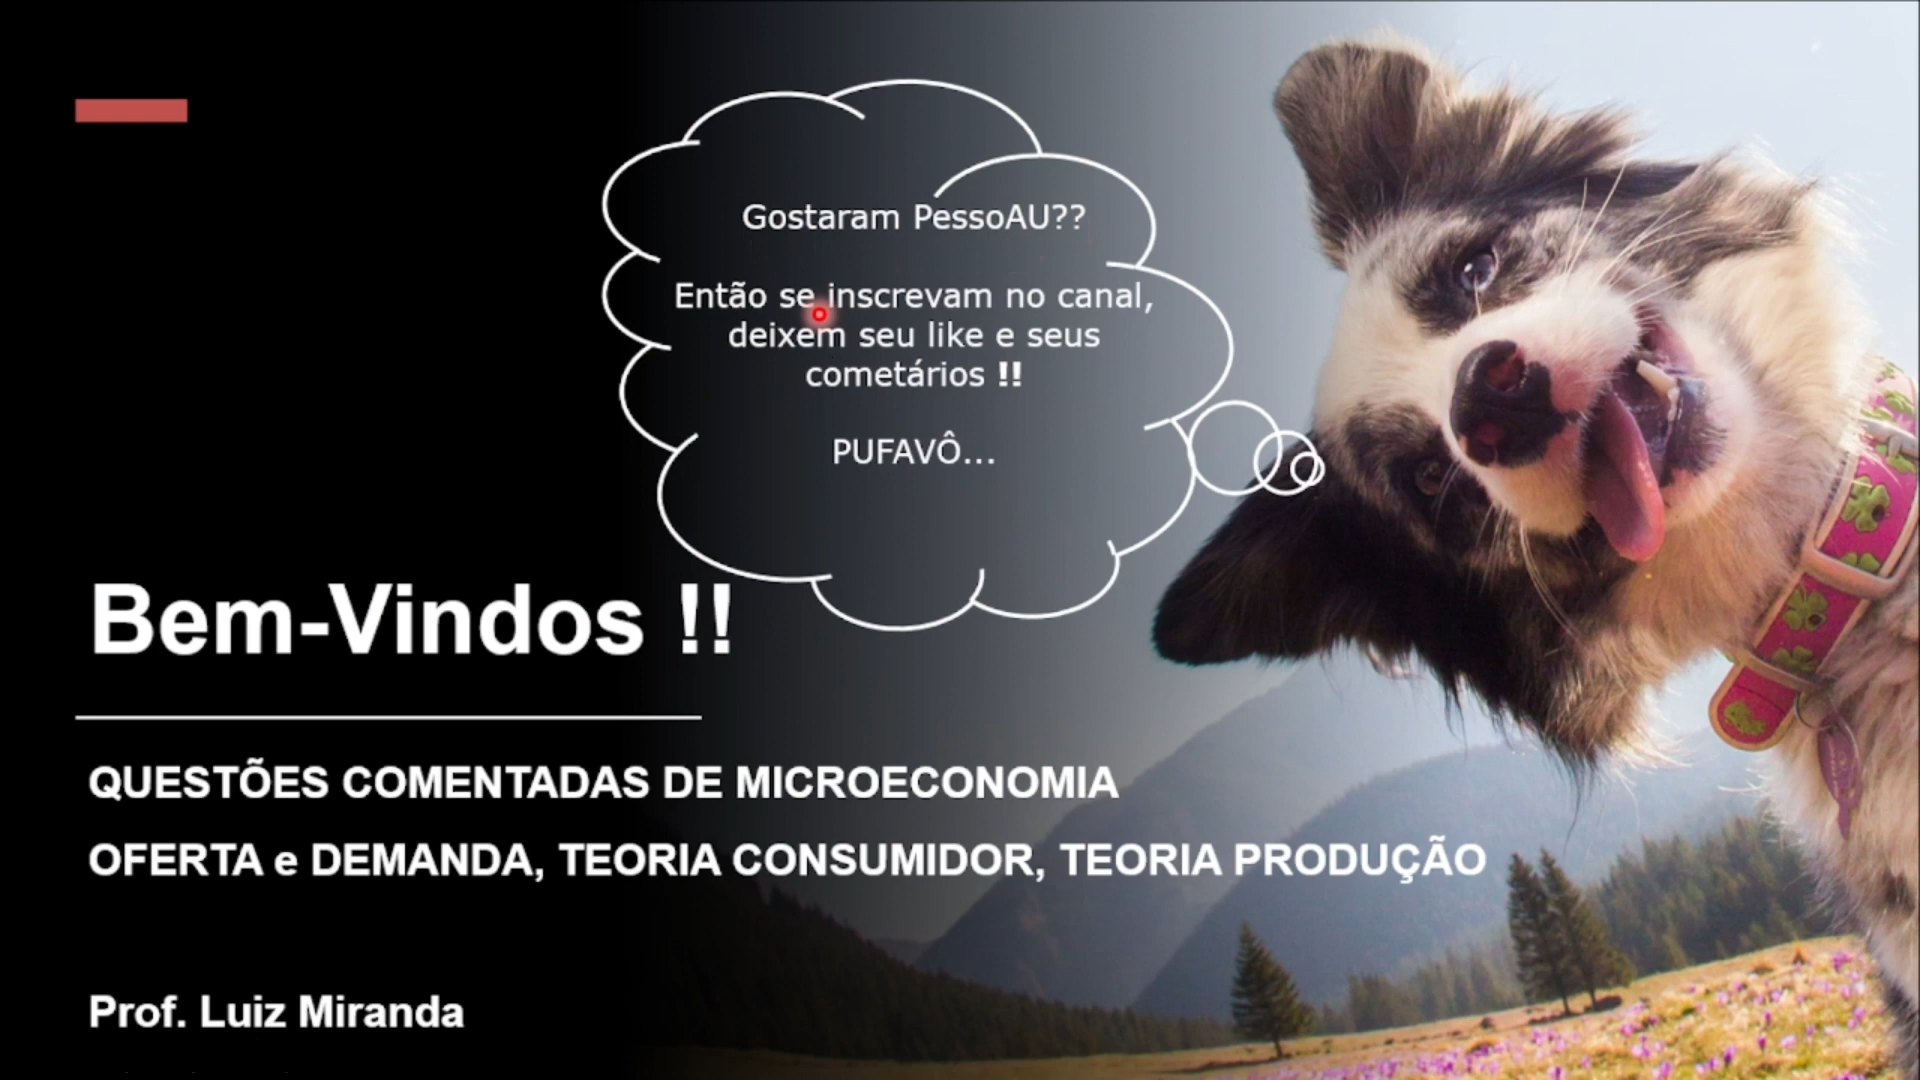 Gostaram PessoAU??
Então se inscrevam no canal,
deixem seu like e seus
cometários !!
PUFAVÔ...
Bem-Vindos !!
QUESTÕES COMENTADAS DE MICROECONOMIA
OFERTA e DEMANDA, TEORIA CONSUMIDOR, TEORIA PRODUÇÃO
Prof. Luiz Miranda